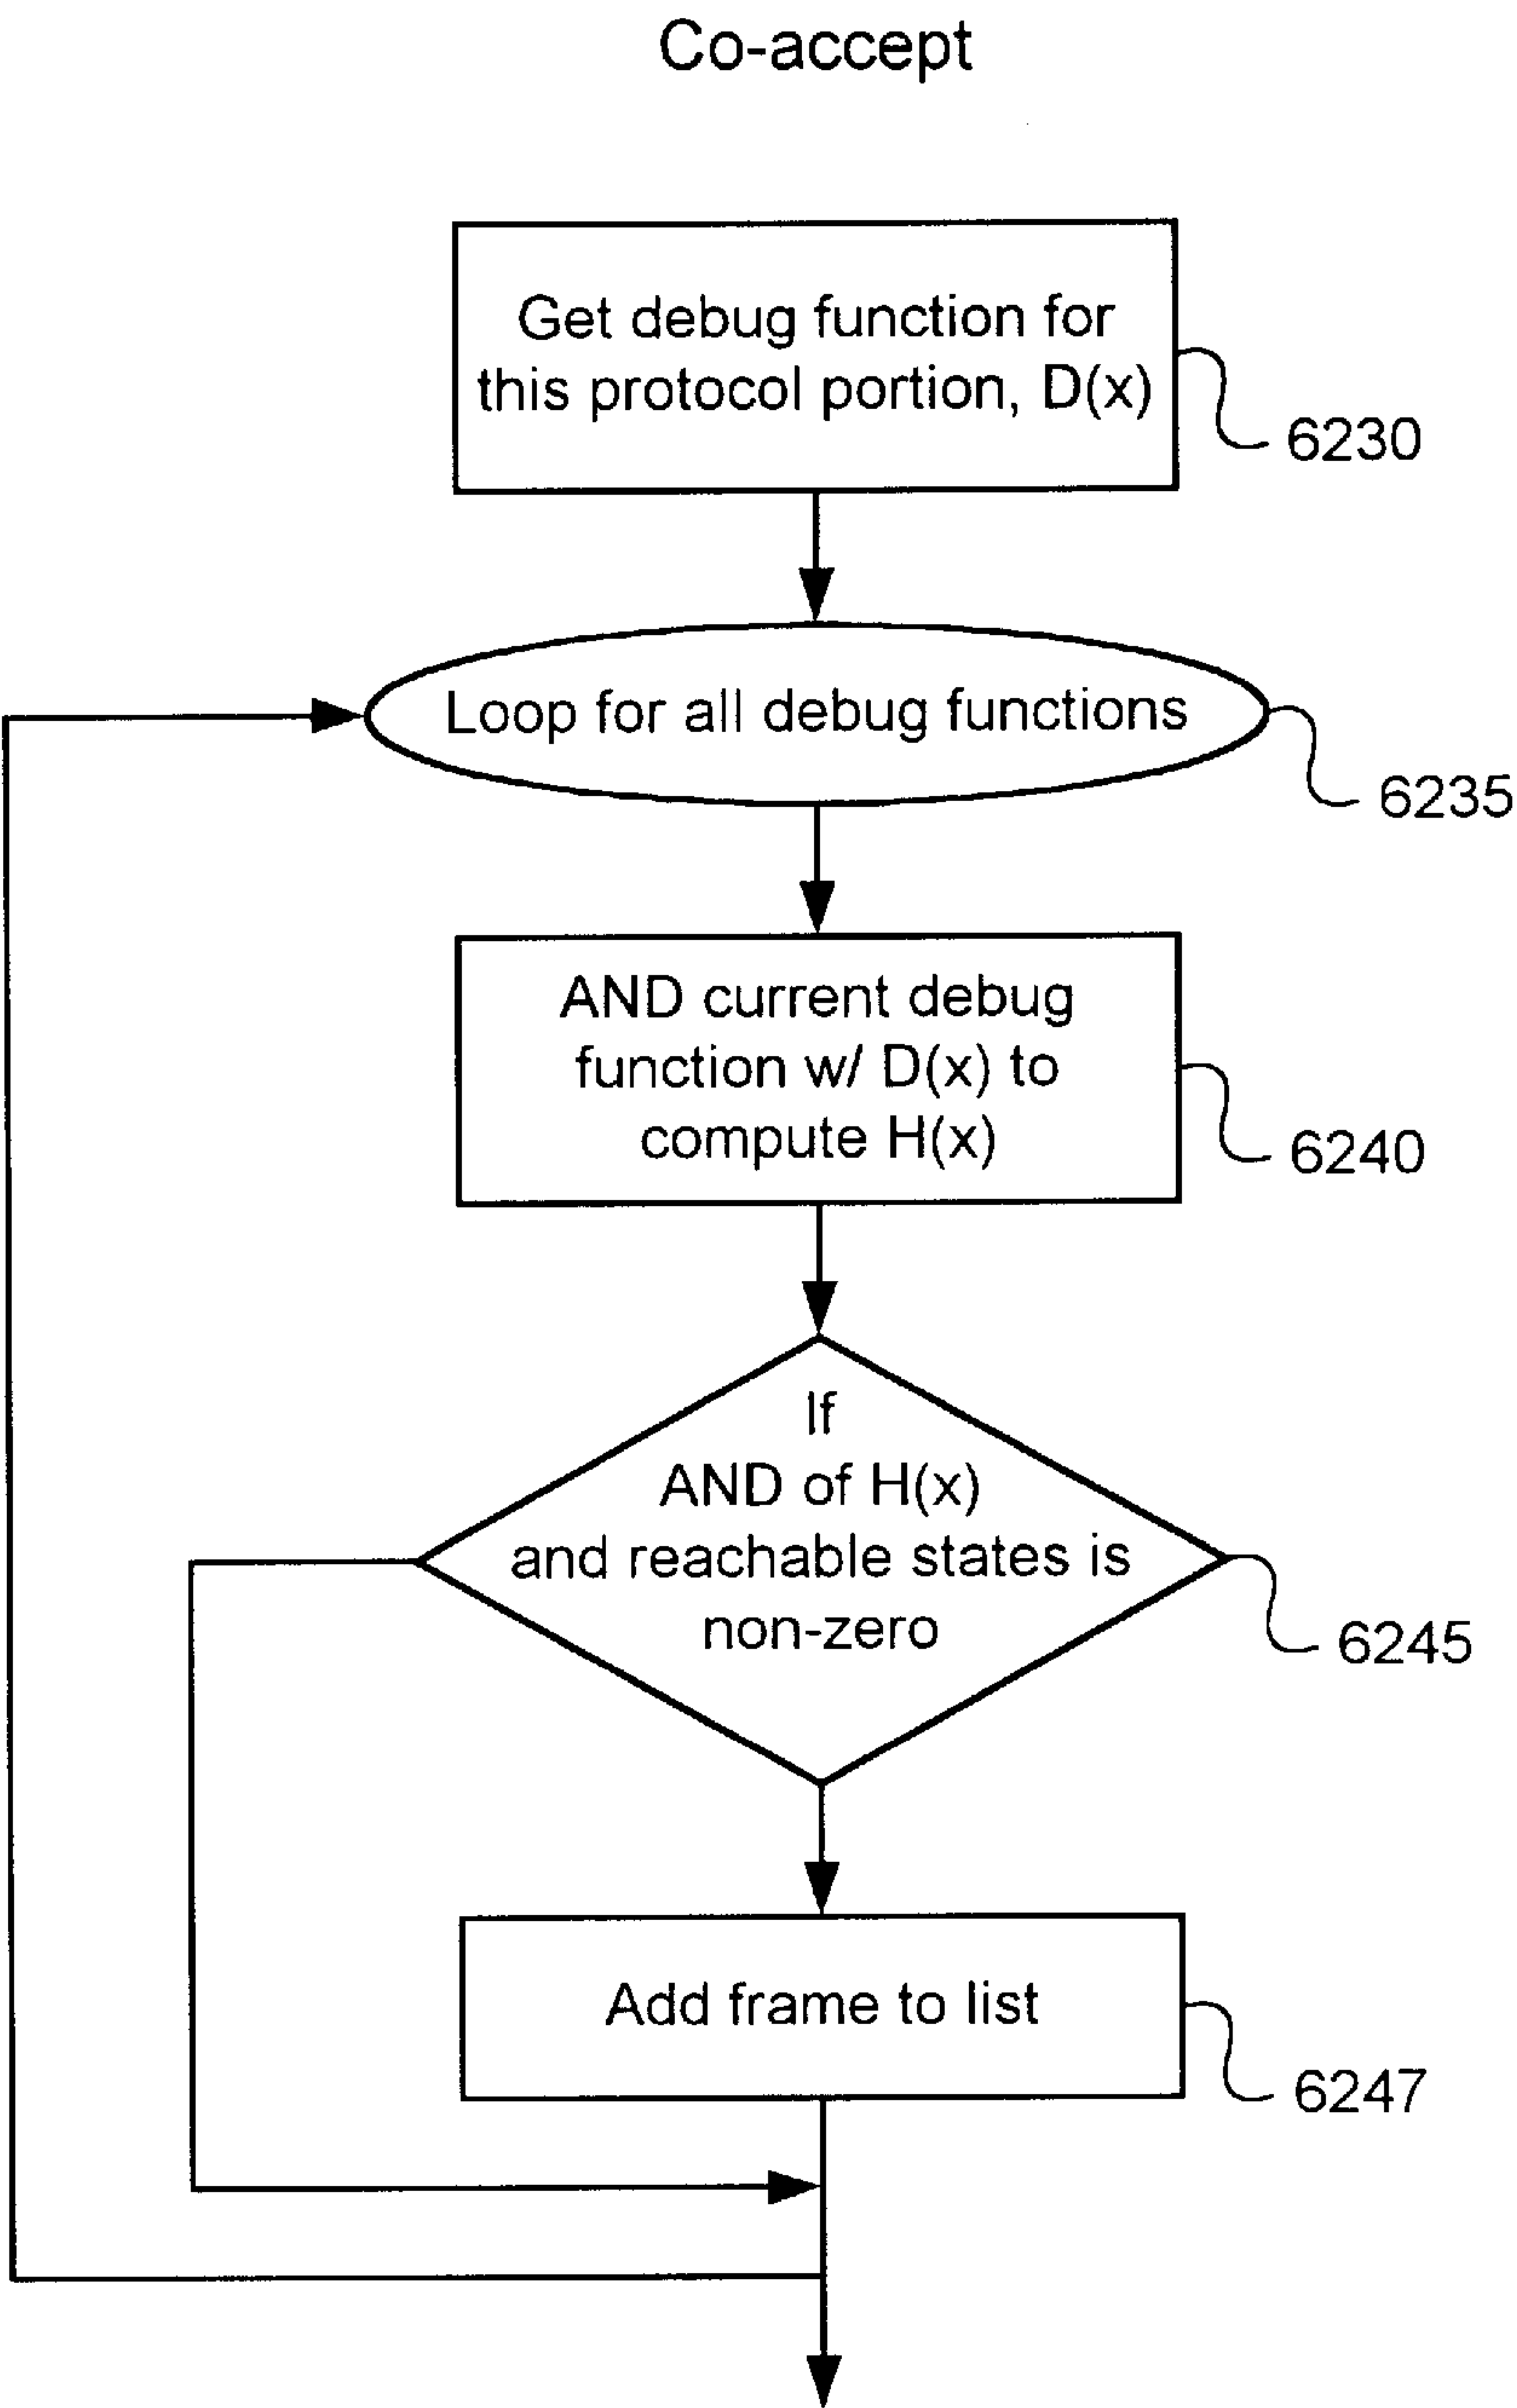 Co-accept
Get debug function for
this protocol portion, D(x)
6230
Loop for all debug functions
6235
AND current debug
function w/ D(x) to
compute H(x)
6240
If
AND of H(x)
and reachable states is
non-zero
6245
Add frame to list
6247